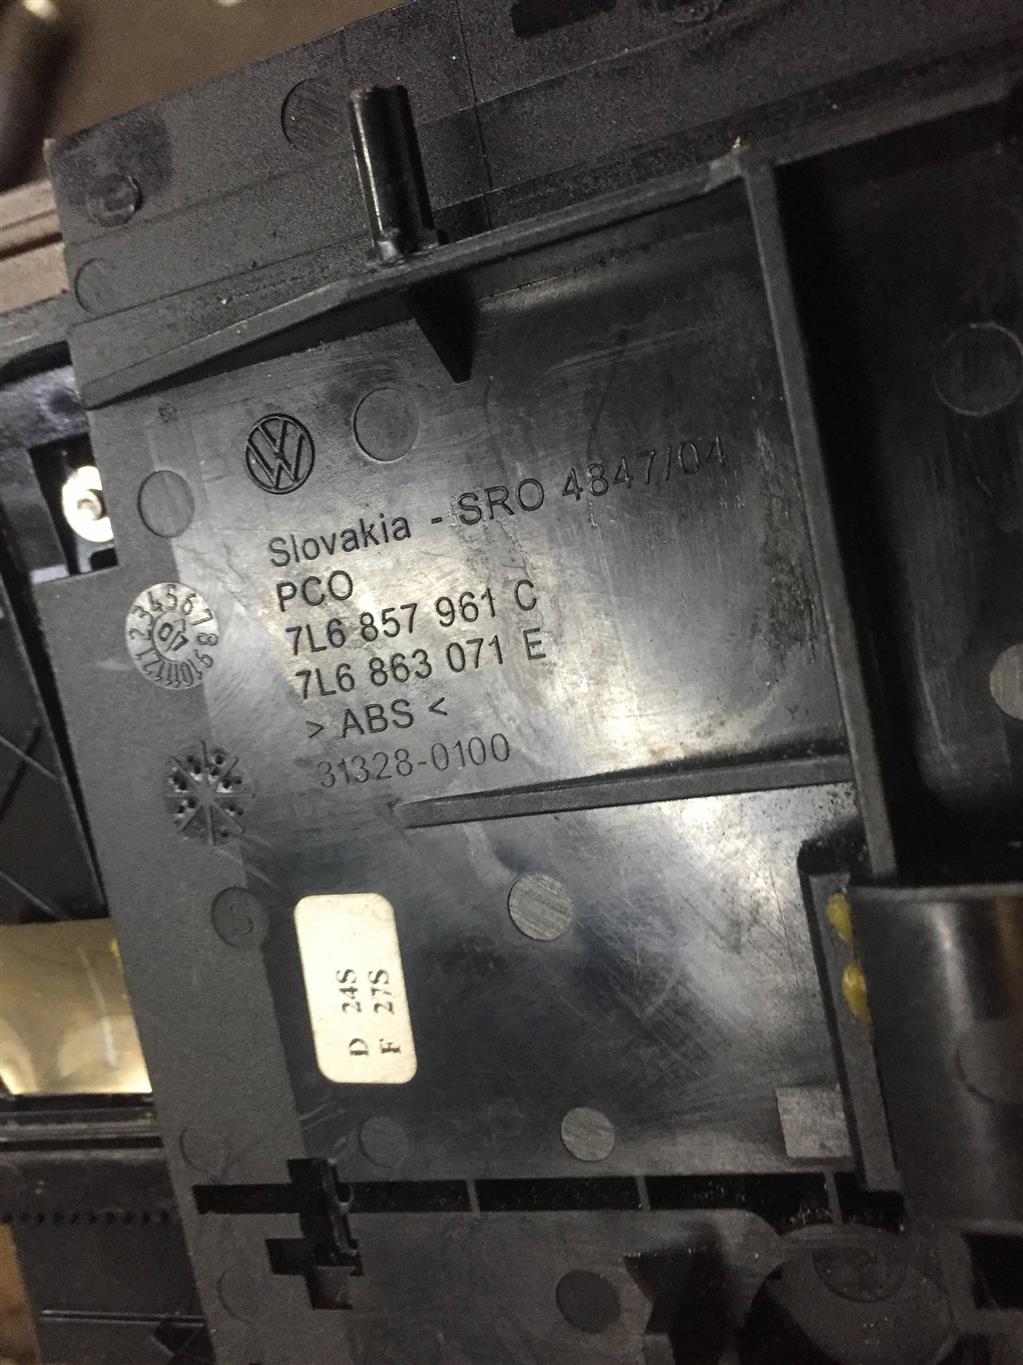 Slovakia - SRO 4847/04
PCO
7L6 857 961 C
7L6 863 071 E
> ABS <
31328-0100
D 24S
F 27S